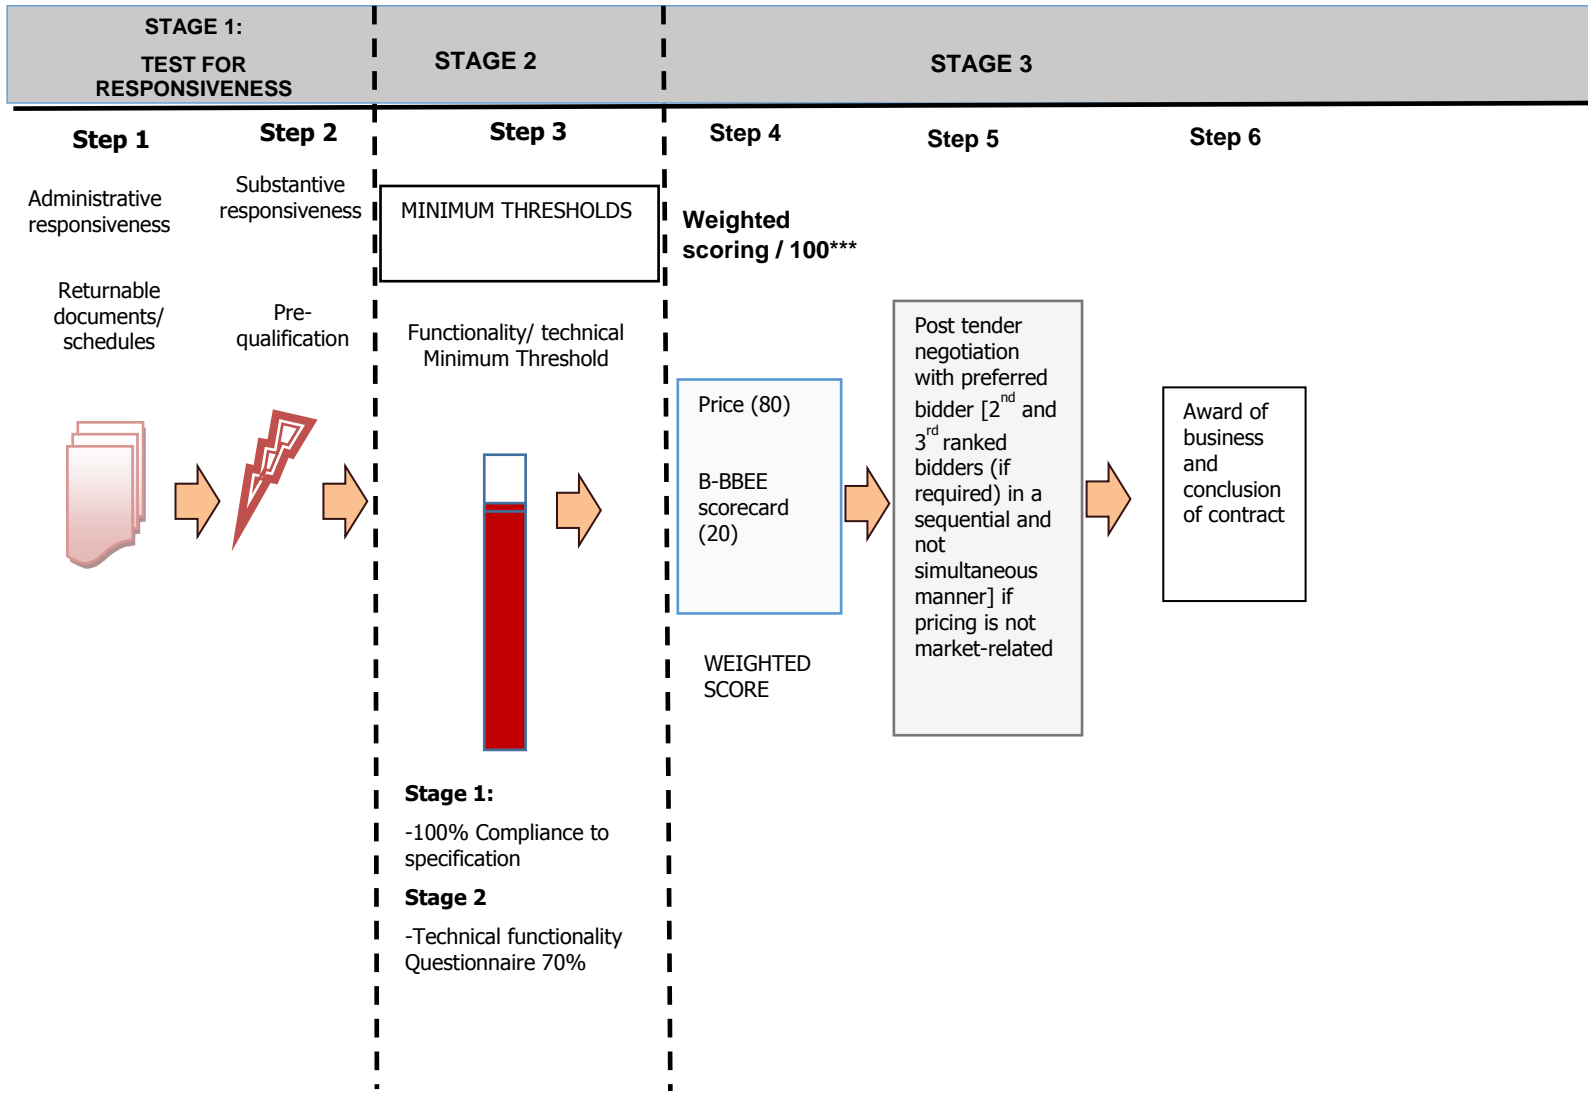 STAGE 1:
TEST FOR
RESPONSIVENESS
STAGE 2
STAGE 3
Step 1
Step 2
Step 3
Step 4
Step 5
Step 6
Administrative
responsiveness
Substantive
responsiveness
MINIMUM THRESHOLDS
Weighted
scoring / 100***
Returnable
documents/
schedules
Pre-
qualification
Functionality/ technical
Minimum Threshold
Price (80)
B-BBEE
scorecard
(20)
WEIGHTED
SCORE
Post tender
negotiation
with preferred
bidder [2nd and
3rd ranked
bidders (if
required) in a
sequential and
not
simultaneous
manner] if
pricing is not
market-related
Award of
business
and
conclusion
of contract
Stage 1:
-100% Compliance to
specification
Stage 2
-Technical functionality
Questionnaire 70%